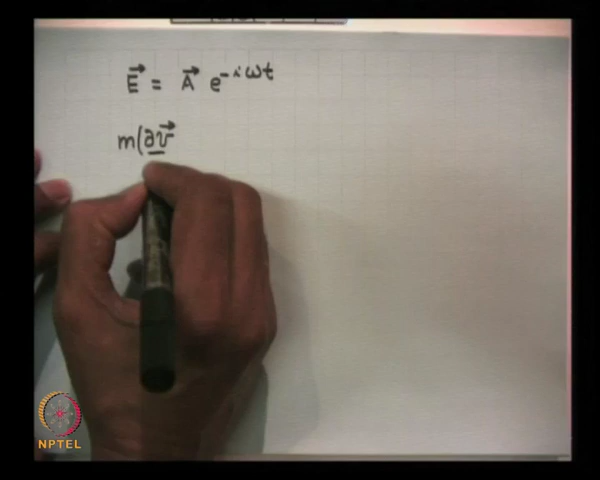 E⃗ = A⃗ e^{-iωt}
m(∂v⃗
NPTEL